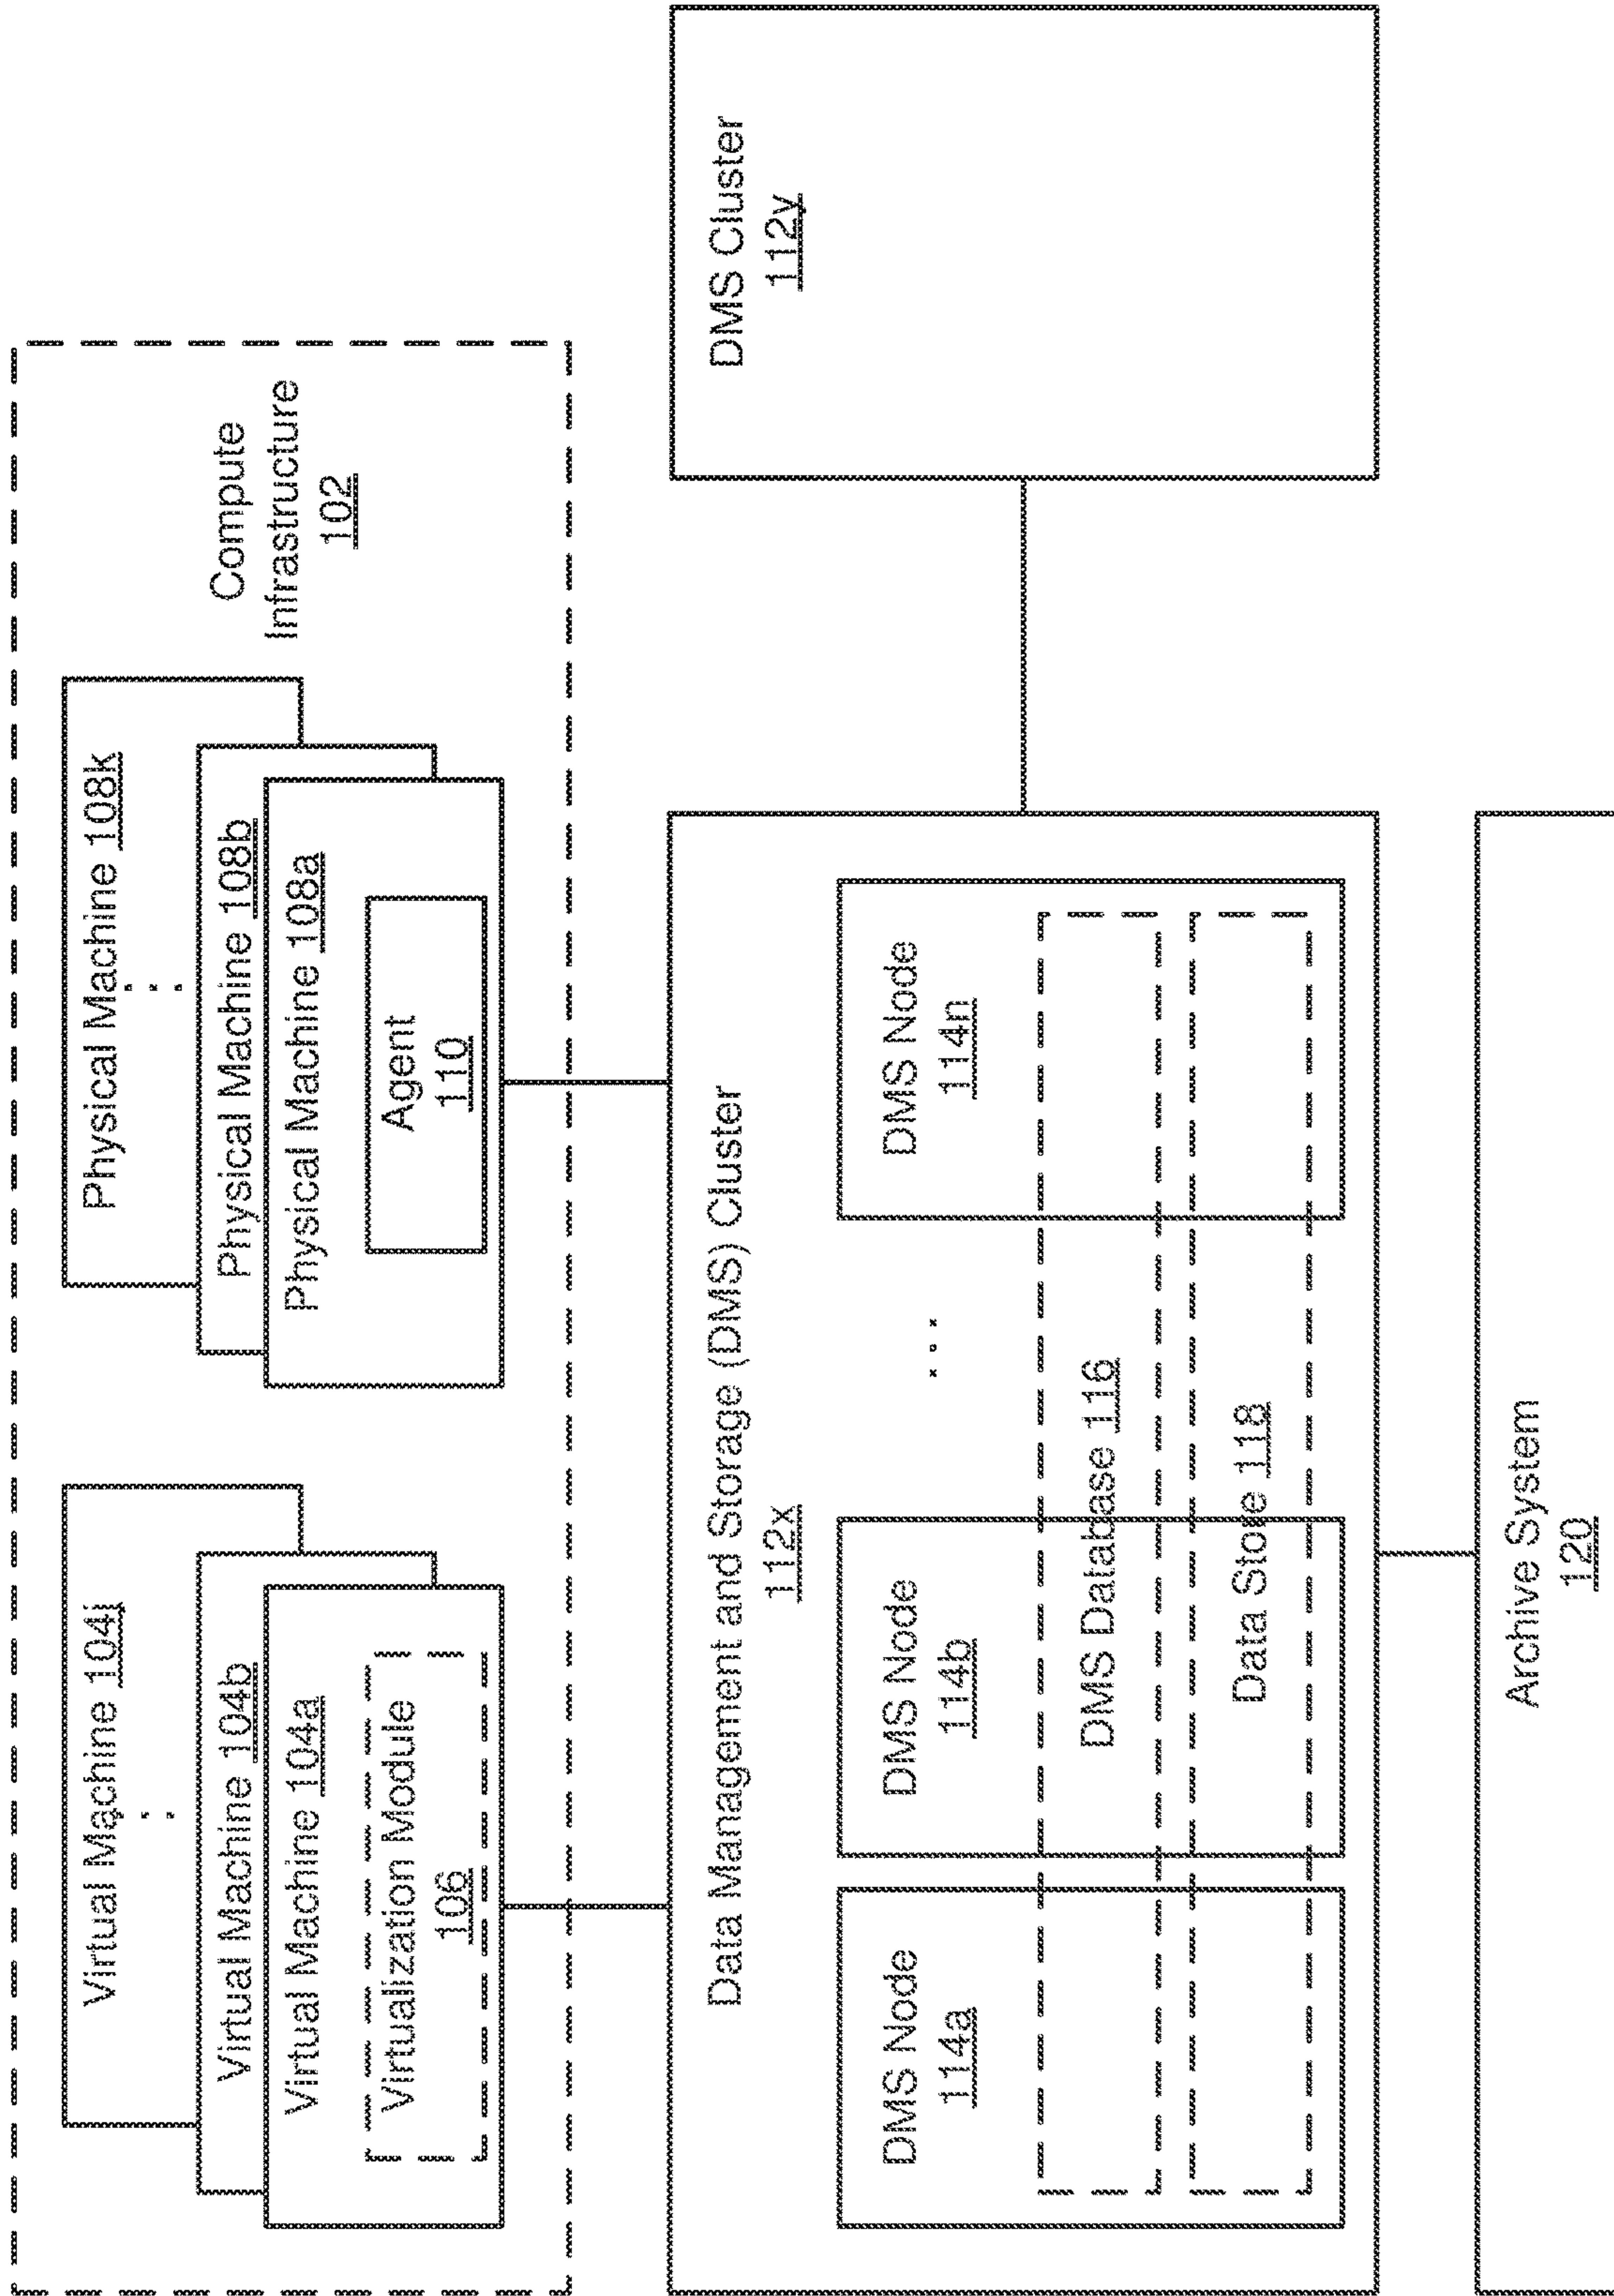 Virtual Machine 104j
Virtual Machine 104b
Virtual Machine 104a
Virtualization Module
106
Physical Machine 108k
Physical Machine 108b
Physical Machine 108a
Agent
110
Compute
Infrastructure
102
Data Management and Storage (DMS) Cluster
112x
DMS Node
114a
DMS Node
114b
. . .
DMS Node
114n
DMS Database 116
Data Store 118
DMS Cluster
112y
Archive System
120